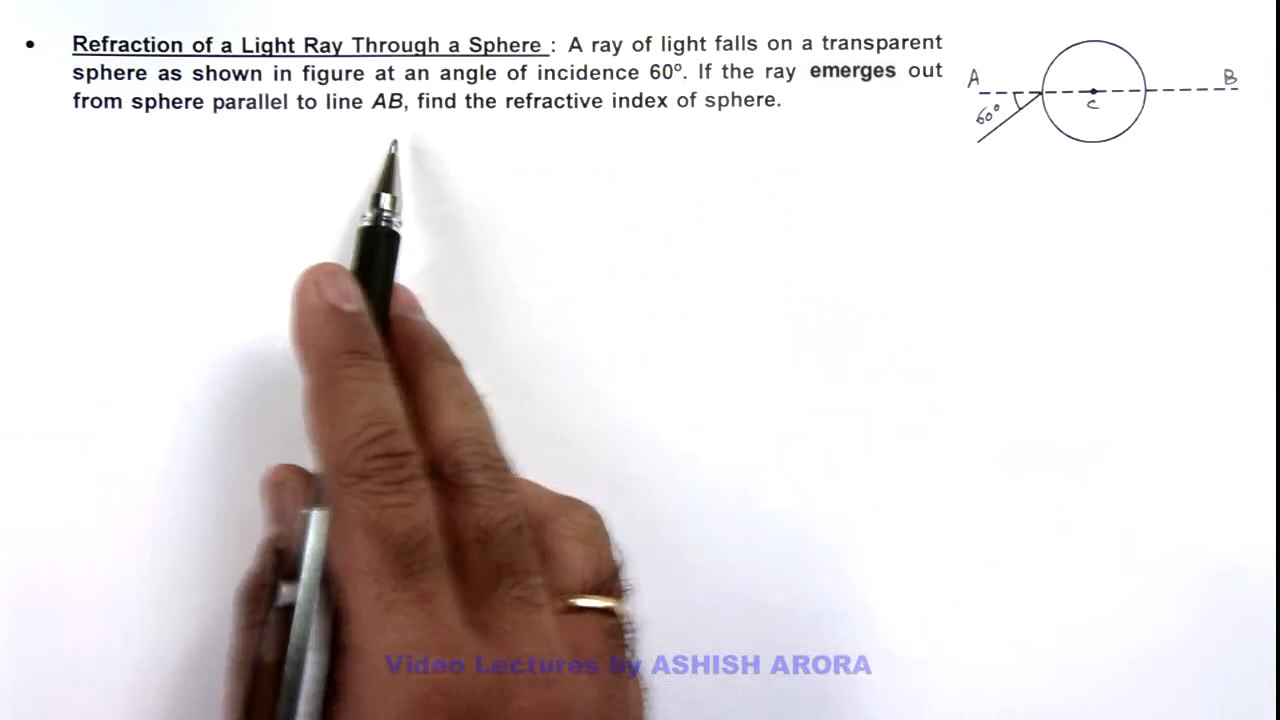 • Refraction of a Light Ray Through a Sphere : A ray of light falls on a transparent
sphere as shown in figure at an angle of incidence 60º. If the ray emerges out
from sphere parallel to line AB, find the refractive index of sphere.
A
B
C
60°
Video Lectures by ASHISH ARORA